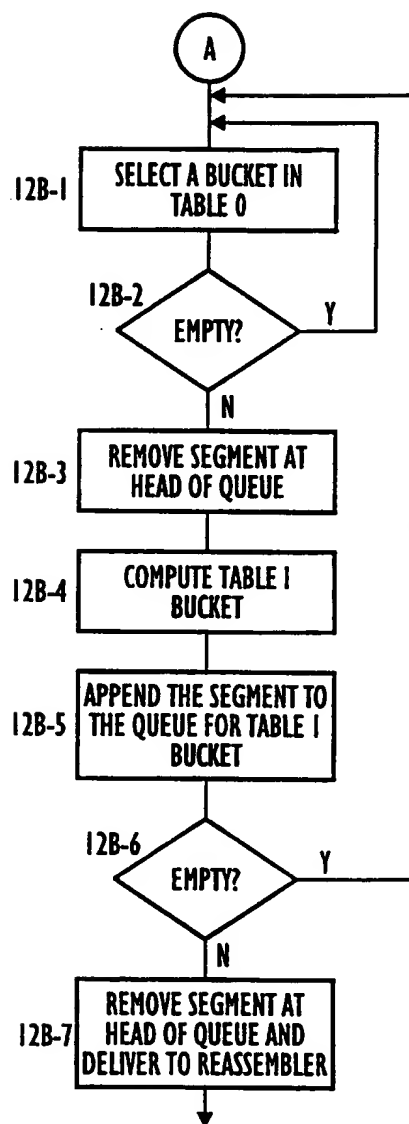 A
12B-1
SELECT A BUCKET IN
TABLE 0
12B-2
EMPTY?
Y
N
12B-3
REMOVE SEGMENT AT
HEAD OF QUEUE
12B-4
COMPUTE TABLE 1
BUCKET
12B-5
APPEND THE SEGMENT TO
THE QUEUE FOR TABLE 1
BUCKET
12B-6
EMPTY?
Y
N
12B-7
REMOVE SEGMENT AT
HEAD OF QUEUE AND
DELIVER TO REASSEMBLER